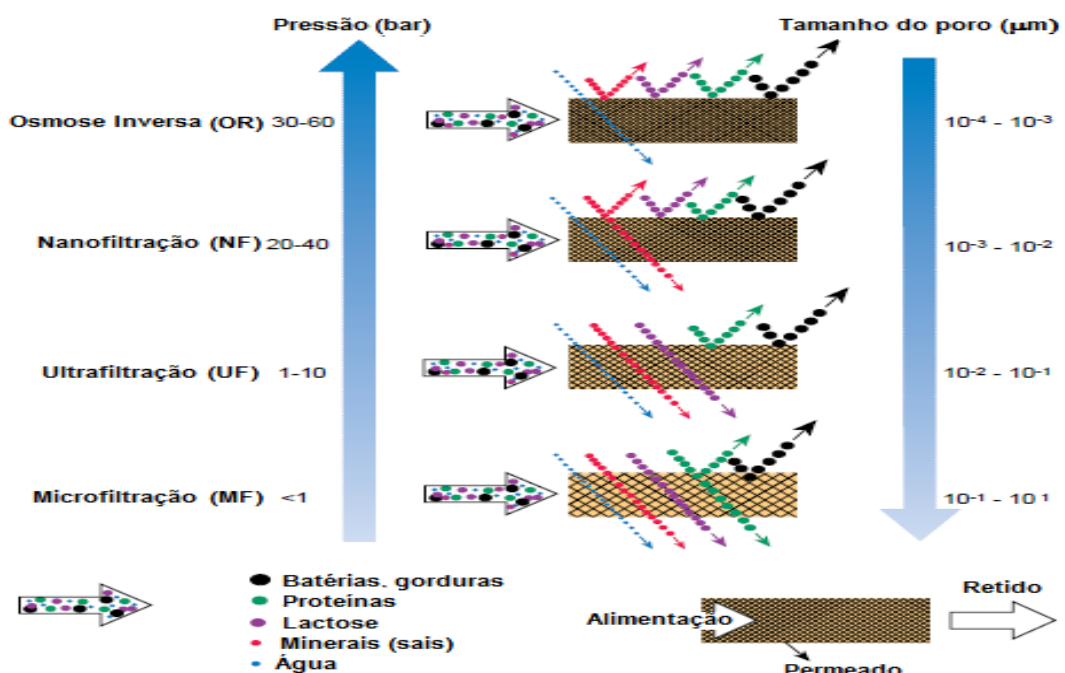 Pressão (bar)
Tamanho do poro (μm)
Osmose Inversa (OR) 30-60
10⁻⁴ - 10⁻³
Nanofiltração (NF) 20-40
10⁻³ - 10⁻²
Ultrafiltração (UF) 1-10
10⁻² - 10⁻¹
Microfiltração (MF) <1
10⁻¹ - 10¹
Batérias. gorduras
Proteínas
Lactose
Minerais (sais)
Água
Alimentação
Retido
Permeado